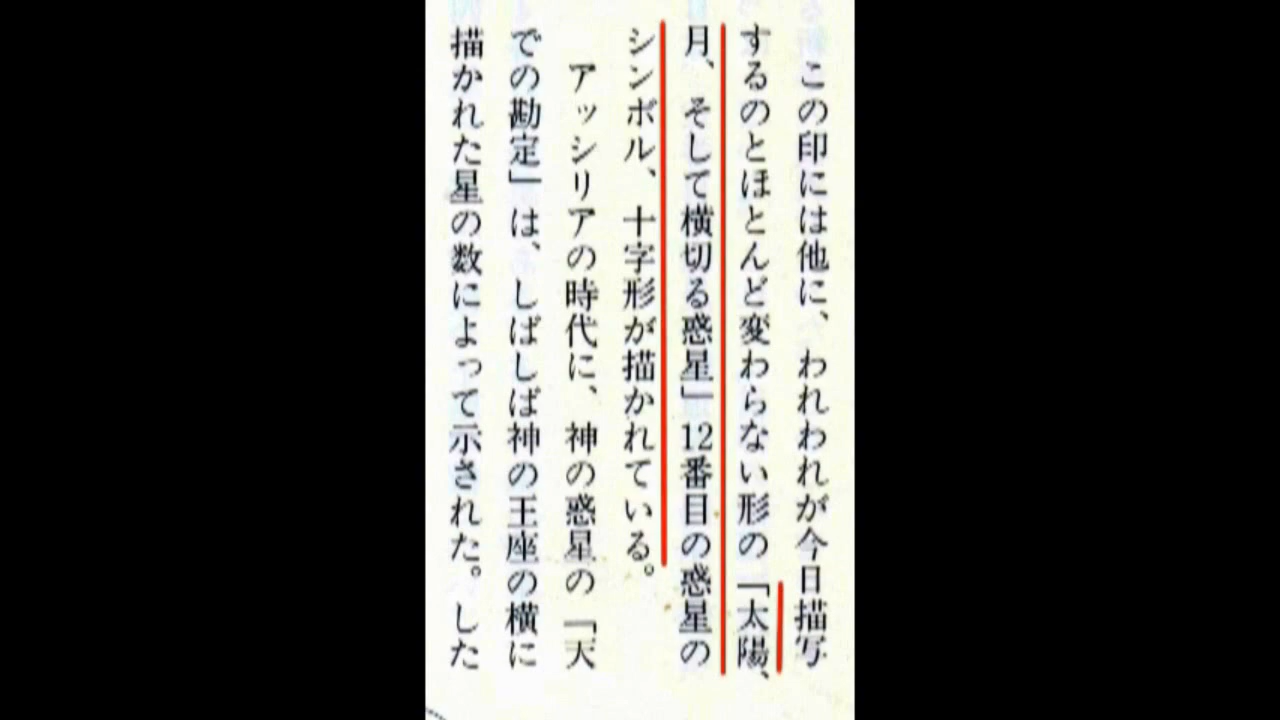 この印には他に、われわれが今日描写
するのとほとんど変わらない形の「太陽、
月、そして横切る惑星」12番目の惑星の
シンボル、十字形が描かれている。
アッシリアの時代に、神の惑星の「天
での勘定」は、しばしば神の王座の横に
描かれた星の数によって示された。した